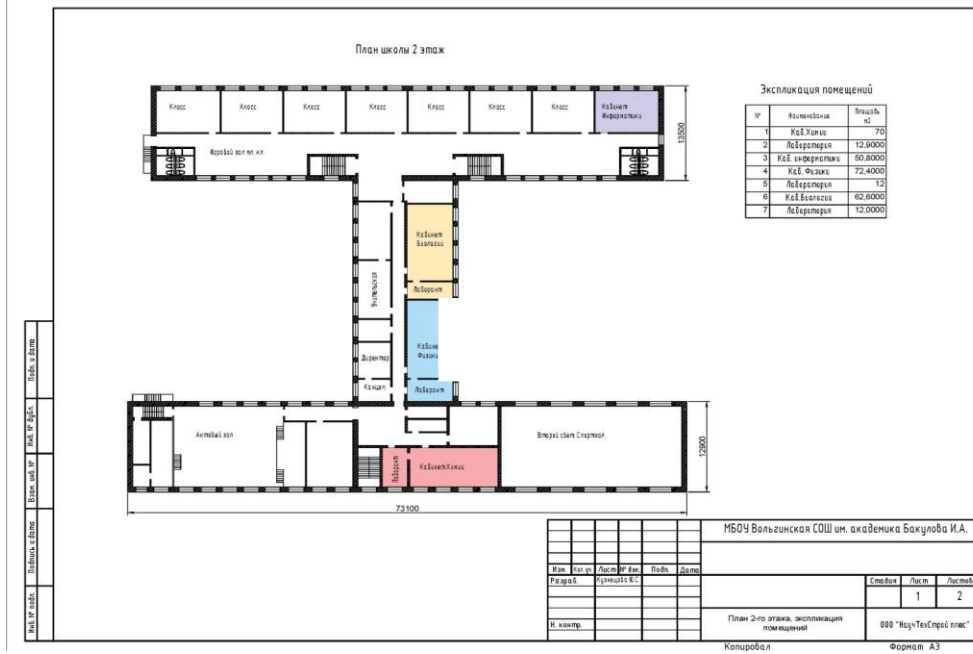 План школы 2 этаж
Класс Класс Класс Класс Класс Класс Класс Кабинет
Информатики
Игровой зал мл. кл.
Кабинет
Биологии
Лаборант
Учительская
Кабине
Физики
Директор
Канцел.
Лаборант
Актовый зал
Второй свет Спортзал
Лаборант
Кабинет Химии
13500
12900
73100
Экспликация помещений
№ Наименование Площадь
м2
1 Каб.Химии 70
2 Лаборатория 12,9000
3 Каб. информатики 50,8000
4 Каб. Физики 72,4000
5 Лаборатория 12
6 Каб.Биологии 62,6000
7 Лаборатория 12,0000
Подп. и дата
Инв. № дубл.
Взам. инв. №
Подпись и дата
Инв. № подл.
МБОУ Вольгинская СОШ им. академика Бакулова И.А.
Изм. Кол.уч. Лист № док. Подп. Дата
Разраб. Кузнецова Ю.С
Н. контр.
Стадия Лист Листов
1 2
План 2-го этажа, экспликация
помещений
ООО "НаучТехСтрой плюс"
Копировал Формат А3